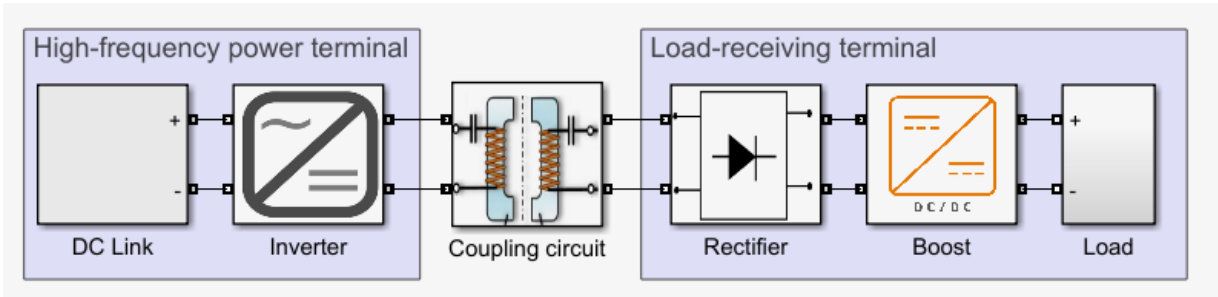 High-frequency power terminal
Load-receiving terminal
+
+
-
-
DC/DC
DC Link
Inverter
Coupling circuit
Rectifier
Boost
Load